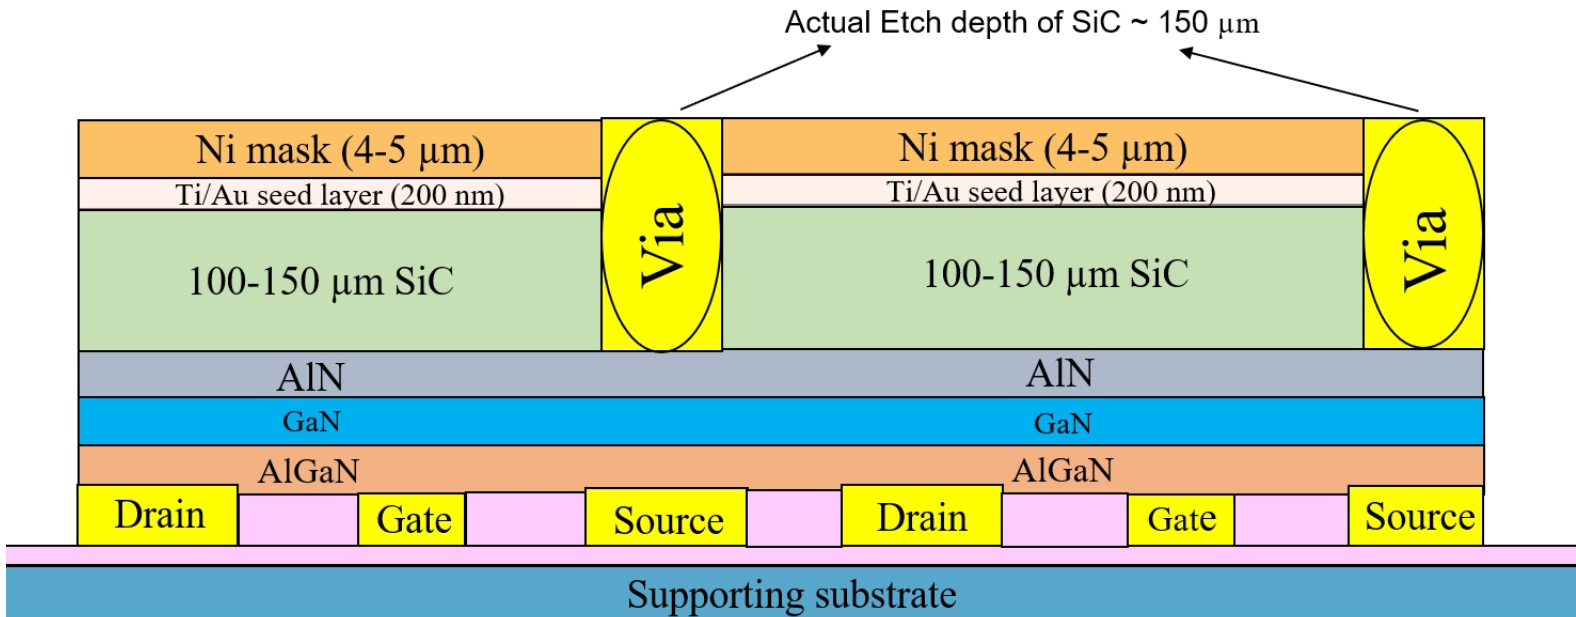 Actual Etch depth of SiC ~ 150 µm
Ni mask (4-5 µm)
Ni mask (4-5 µm)
Ti/Au seed layer (200 nm)
Ti/Au seed layer (200 nm)
Via
Via
100-150 µm SiC
100-150 µm SiC
AlN
AlN
GaN
GaN
AlGaN
AlGaN
Drain
Gate
Source
Drain
Gate
Source
Supporting substrate